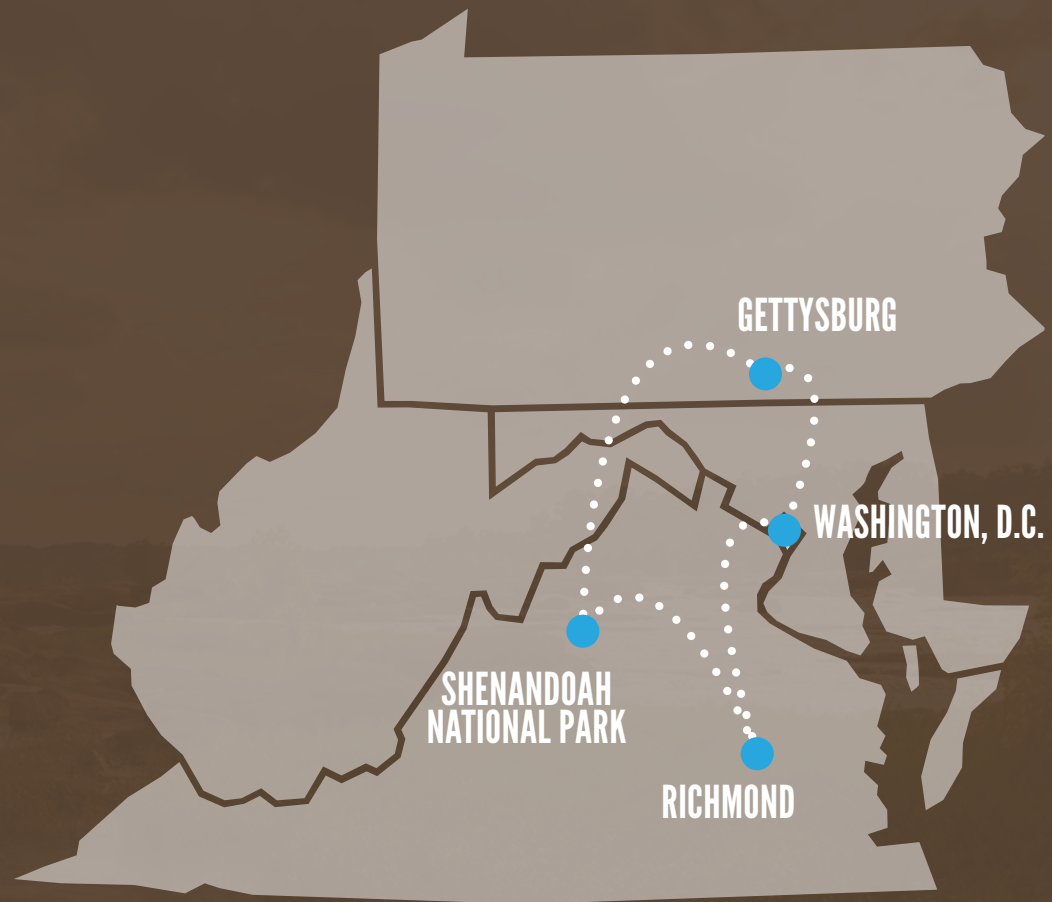 GETTYSBURG
WASHINGTON, D.C.
SHENANDOAH
NATIONAL PARK
RICHMOND